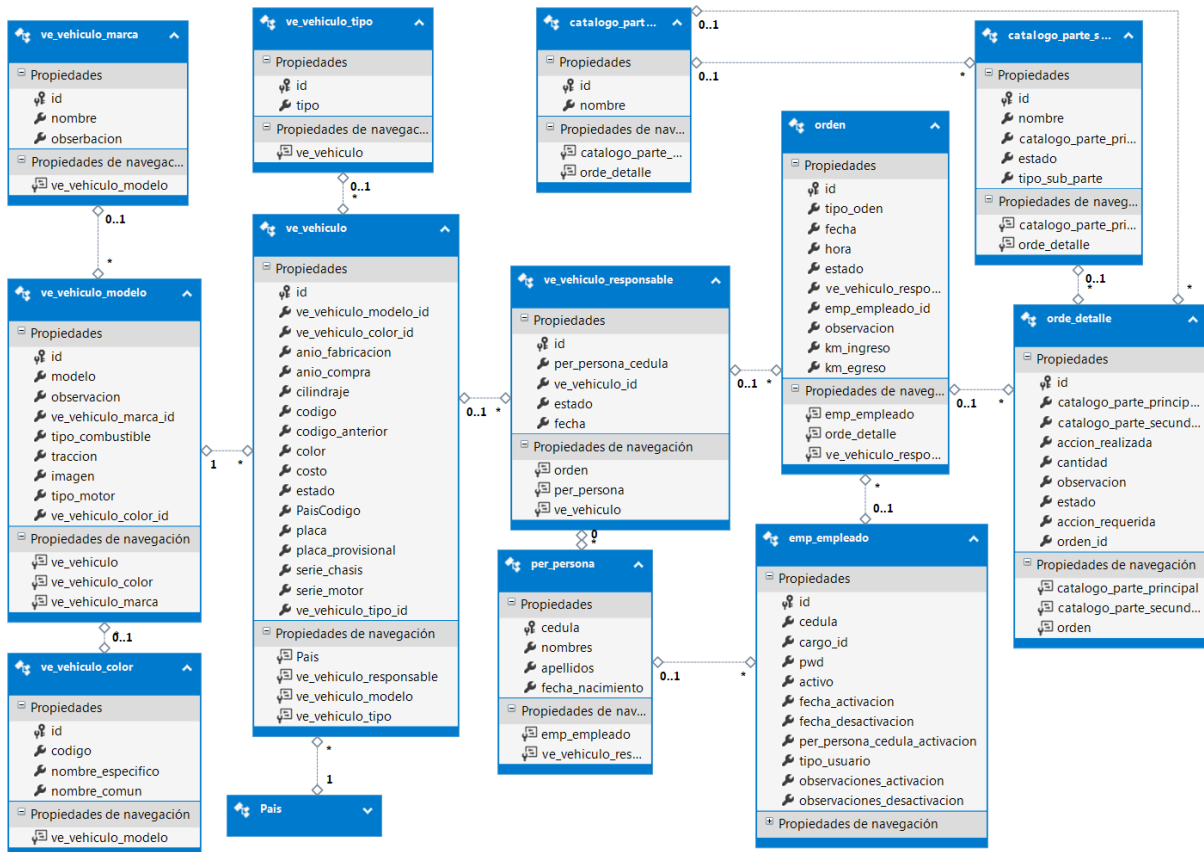 ve_vehiculo_marca
Propiedades
id
nombre
obserbacion
Propiedades de navegac...
ve_vehiculo_modelo
0..1
*
ve_vehiculo_tipo
Propiedades
id
tipo
Propiedades de navegac...
ve_vehiculo
0..1
*
catalogo_part...
Propiedades
id
nombre
Propiedades de nav...
catalogo_parte_...
orde_detalle
0..1
*
0..1
*
catalogo_parte_s...
Propiedades
id
nombre
catalogo_parte_pri...
estado
tipo_sub_parte
Propiedades de naveg...
catalogo_parte_pri...
orde_detalle
0..1
*
orden
Propiedades
id
tipo_oden
fecha
hora
estado
ve_vehiculo_respo...
emp_empleado_id
observacion
km_ingreso
km_egreso
Propiedades de naveg...
emp_empleado
orde_detalle
ve_vehiculo_respo...
0..1
*
*
0..1
ve_vehiculo_modelo
Propiedades
id
modelo
observacion
ve_vehiculo_marca_id
tipo_combustible
traccion
imagen
tipo_motor
ve_vehiculo_color_id
Propiedades de navegación
ve_vehiculo
ve_vehiculo_color
ve_vehiculo_marca
1
*
0..1
ve_vehiculo
Propiedades
id
ve_vehiculo_modelo_id
ve_vehiculo_color_id
anio_fabricacion
anio_compra
cilindraje
codigo
codigo_anterior
color
costo
estado
PaisCodigo
placa
placa_provisional
serie_chasis
serie_motor
ve_vehiculo_tipo_id
Propiedades de navegación
Pais
ve_vehiculo_responsable
ve_vehiculo_modelo
ve_vehiculo_tipo
0..1
*
*
1
ve_vehiculo_responsable
Propiedades
id
per_persona_cedula
ve_vehiculo_id
estado
fecha
Propiedades de navegación
orden
per_persona
ve_vehiculo
0..1
*
*
orde_detalle
Propiedades
id
catalogo_parte_princip...
catalogo_parte_secund...
accion_realizada
cantidad
observacion
estado
accion_requerida
orden_id
Propiedades de navegación
catalogo_parte_principal
catalogo_parte_secund...
orden
per_persona
Propiedades
cedula
nombres
apellidos
fecha_nacimiento
Propiedades de nav...
emp_empleado
ve_vehiculo_res...
0..1
*
emp_empleado
Propiedades
id
cedula
cargo_id
pwd
activo
fecha_activacion
fecha_desactivacion
per_persona_cedula_activacion
tipo_usuario
observaciones_activacion
observaciones_desactivacion
Propiedades de navegación
ve_vehiculo_color
Propiedades
id
codigo
nombre_especifico
nombre_comun
Propiedades de navegación
ve_vehiculo_modelo
Pais